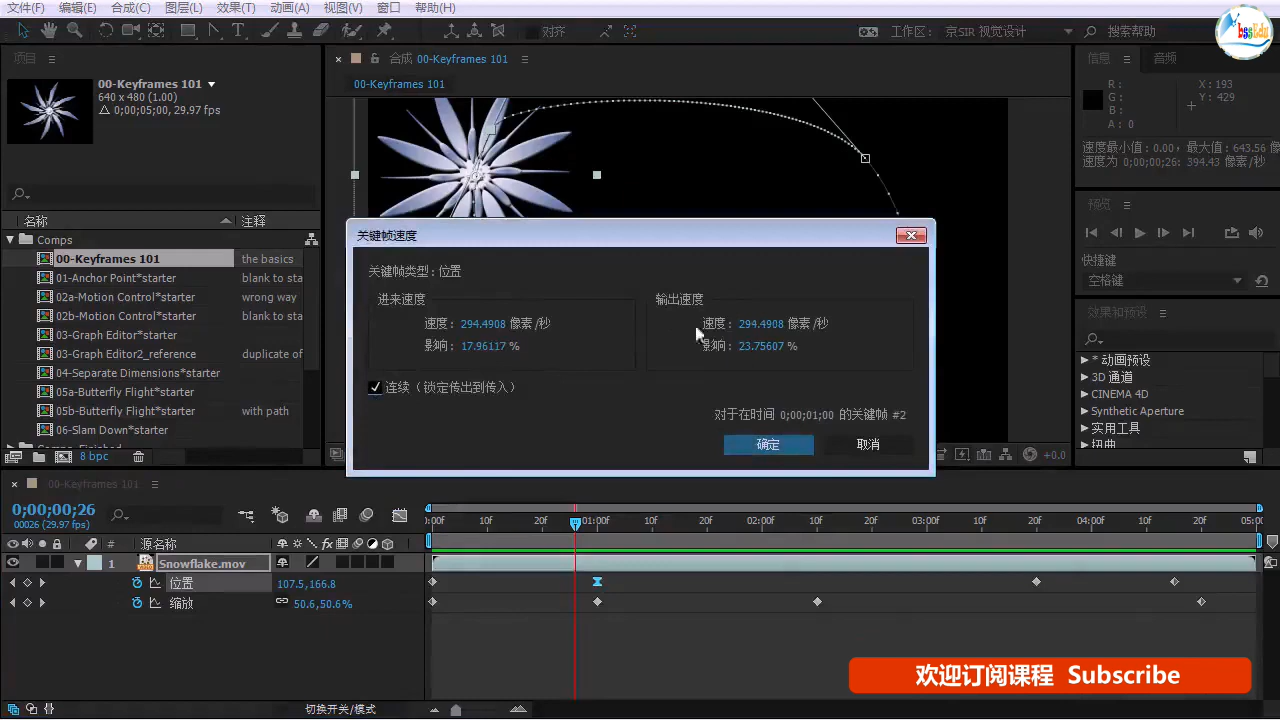 文件(F) 编辑(E) 合成(C) 图层(L) 效果(T) 动画(A) 视图(V) 窗口 帮助(H)
对齐 工作区: 京SIR 视觉设计 搜索帮助
bssEdu
项目
00-Keyframes 101
640 x 480 (1.00)
△ 0;00;05;00, 29.97 fps
名称 注释
Comps
00-Keyframes 101 the basics
01-Anchor Point*starter blank to sta
02a-Motion Control*starter wrong way
02b-Motion Control*starter blank to sta
03-Graph Editor*starter
03-Graph Editor2_reference duplicate of
04-Separate Dimensions*starter
05a-Butterfly Flight*starter
05b-Butterfly Flight*starter with path
06-Slam Down*starter
8 bpc
合成 00-Keyframes 101
00-Keyframes 101
关键帧速度
关键帧类型: 位置
进来速度
速度: 294.4908 像素/秒
影响: 17.96117 %
输出速度
速度: 294.4908 像素/秒
影响: 23.75607 %
连续（锁定传出到传入）
对于在时间 0;00;01;00 的关键帧 #2
确定 取消
信息 音频
R:
G:
B:
A: 0
X: 193
Y: 429
速度最小值: 0.00, 最大值: 643.56 像
速度为 0;00;00;26: 394.43 像素/秒
预览
快捷键
空格键
效果和预设
* 动画预设
3D 通道
CINEMA 4D
Synthetic Aperture
实用工具
扭曲
+0.0
00-Keyframes 101
0;00;00;26
00026 (29.97 fps)
:00F 10f 20f 01:00F 10f 20f 02:00F 10f 20f 03:00F 10f 20f 04:00F 10f 20f 05:00
# 源名称
1 Snowflake.mov
位置 107.5,166.8
缩放 50.6,50.6%
切换开关/模式
欢迎订阅课程 Subscribe